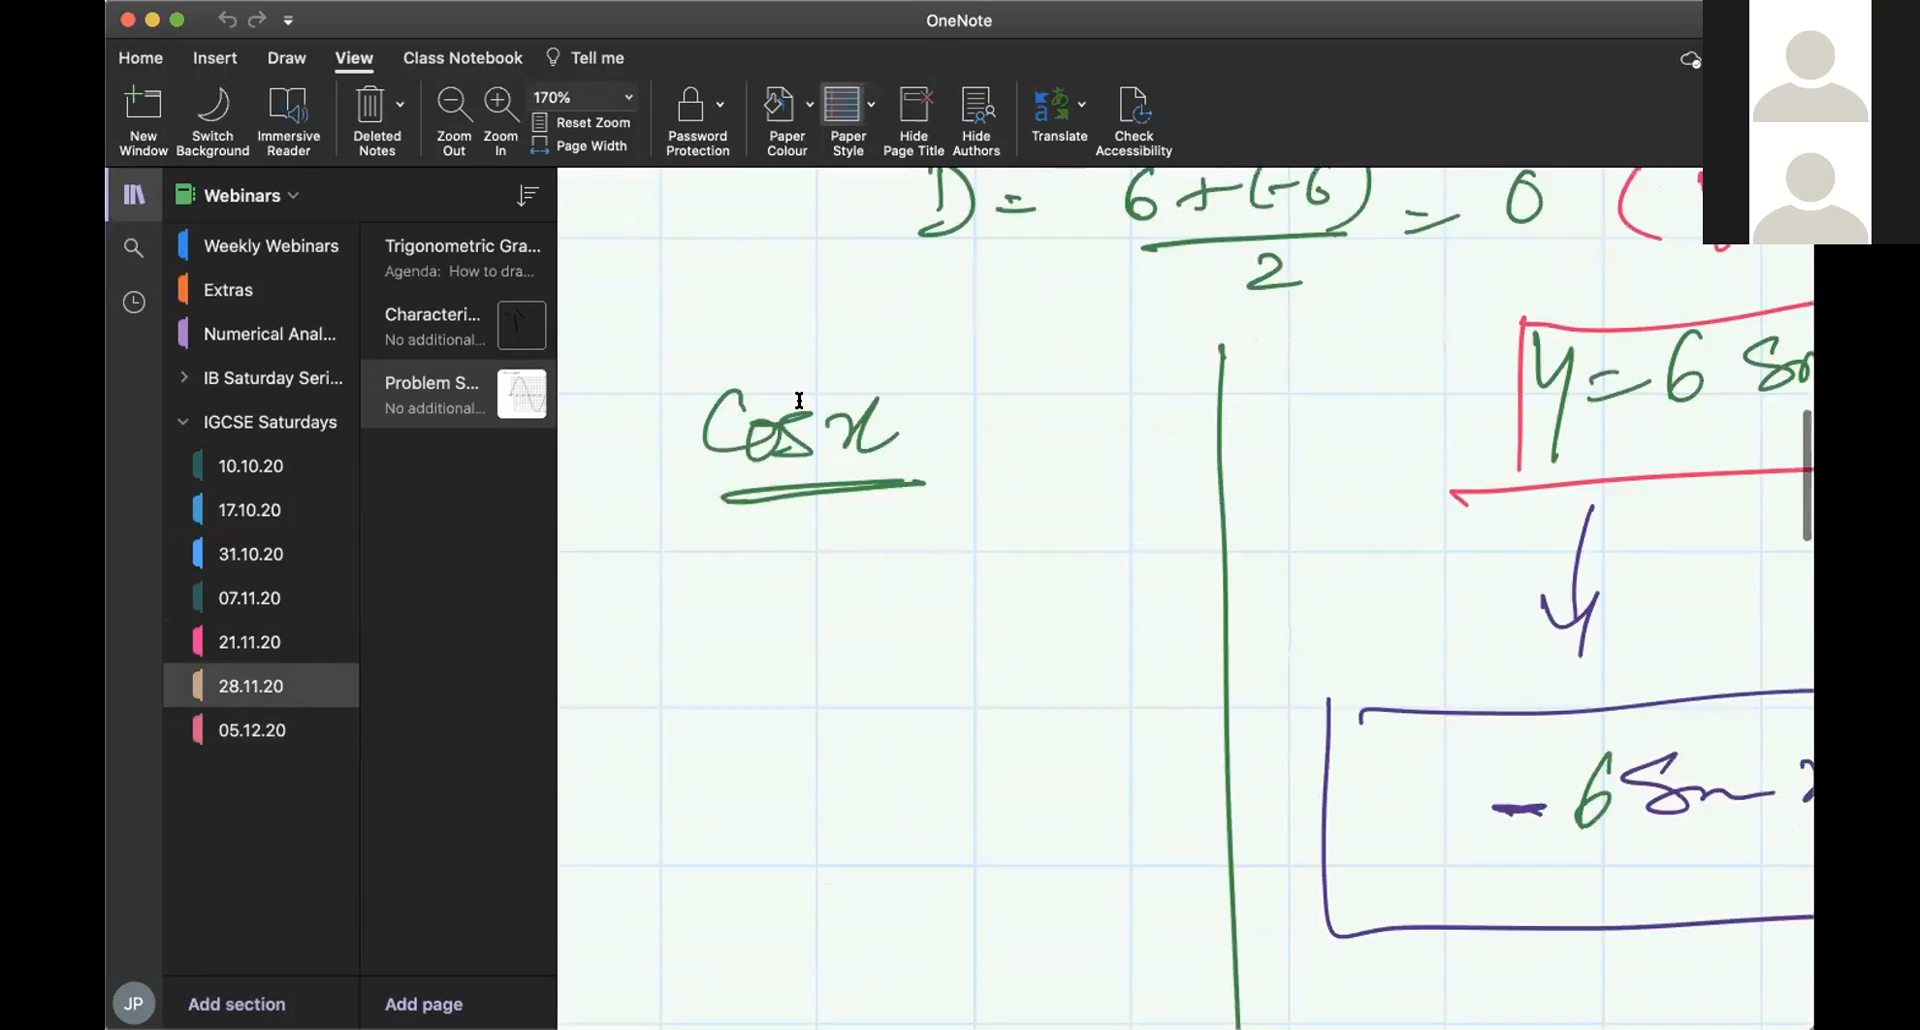 OneNote
Home Insert Draw View Class Notebook Tell me
New Window
Switch Background
Immersive Reader
Deleted Notes
Zoom Out
Zoom In
170%
Reset Zoom
Page Width
Password Protection
Paper Colour
Paper Style
Hide Page Title
Hide Authors
Translate
Check Accessibility
Webinars
Weekly Webinars
Extras
Numerical Anal...
IB Saturday Seri...
IGCSE Saturdays
10.10.20
17.10.20
31.10.20
07.11.20
21.11.20
28.11.20
05.12.20
JP
Add section
Trigonometric Gra...
Agenda: How to dra...
Characteri...
No additional...
Problem S...
No additional...
Add page
D = 6 + (-6) = 0 (
2
Cos x
y = 6 Sin
- 6 Sin x